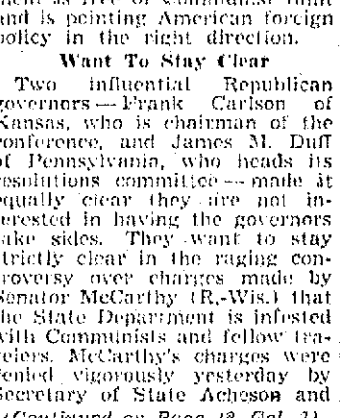 ment as free of Communist
and is pointing American foreign
policy in the right direction.
Want To Stay Clear
Two influential Republican
governors — Frank Carlson of
Kansas, who is chairman of the
conference, and James M. Duff
of Pennsylvania, who heads its
resolutions committee — made it
equally clear they are not in-
terested in having the governors
take sides. They want to stay
strictly clear in the raging con-
troversy over charges made by
Senator McCarthy (R.-Wis.) that
the State Department is infested
with Communists and fellow tra-
velers. McCarthy's charges were
denied vigorously yesterday by
Secretary of State Acheson and
(Continued on Page